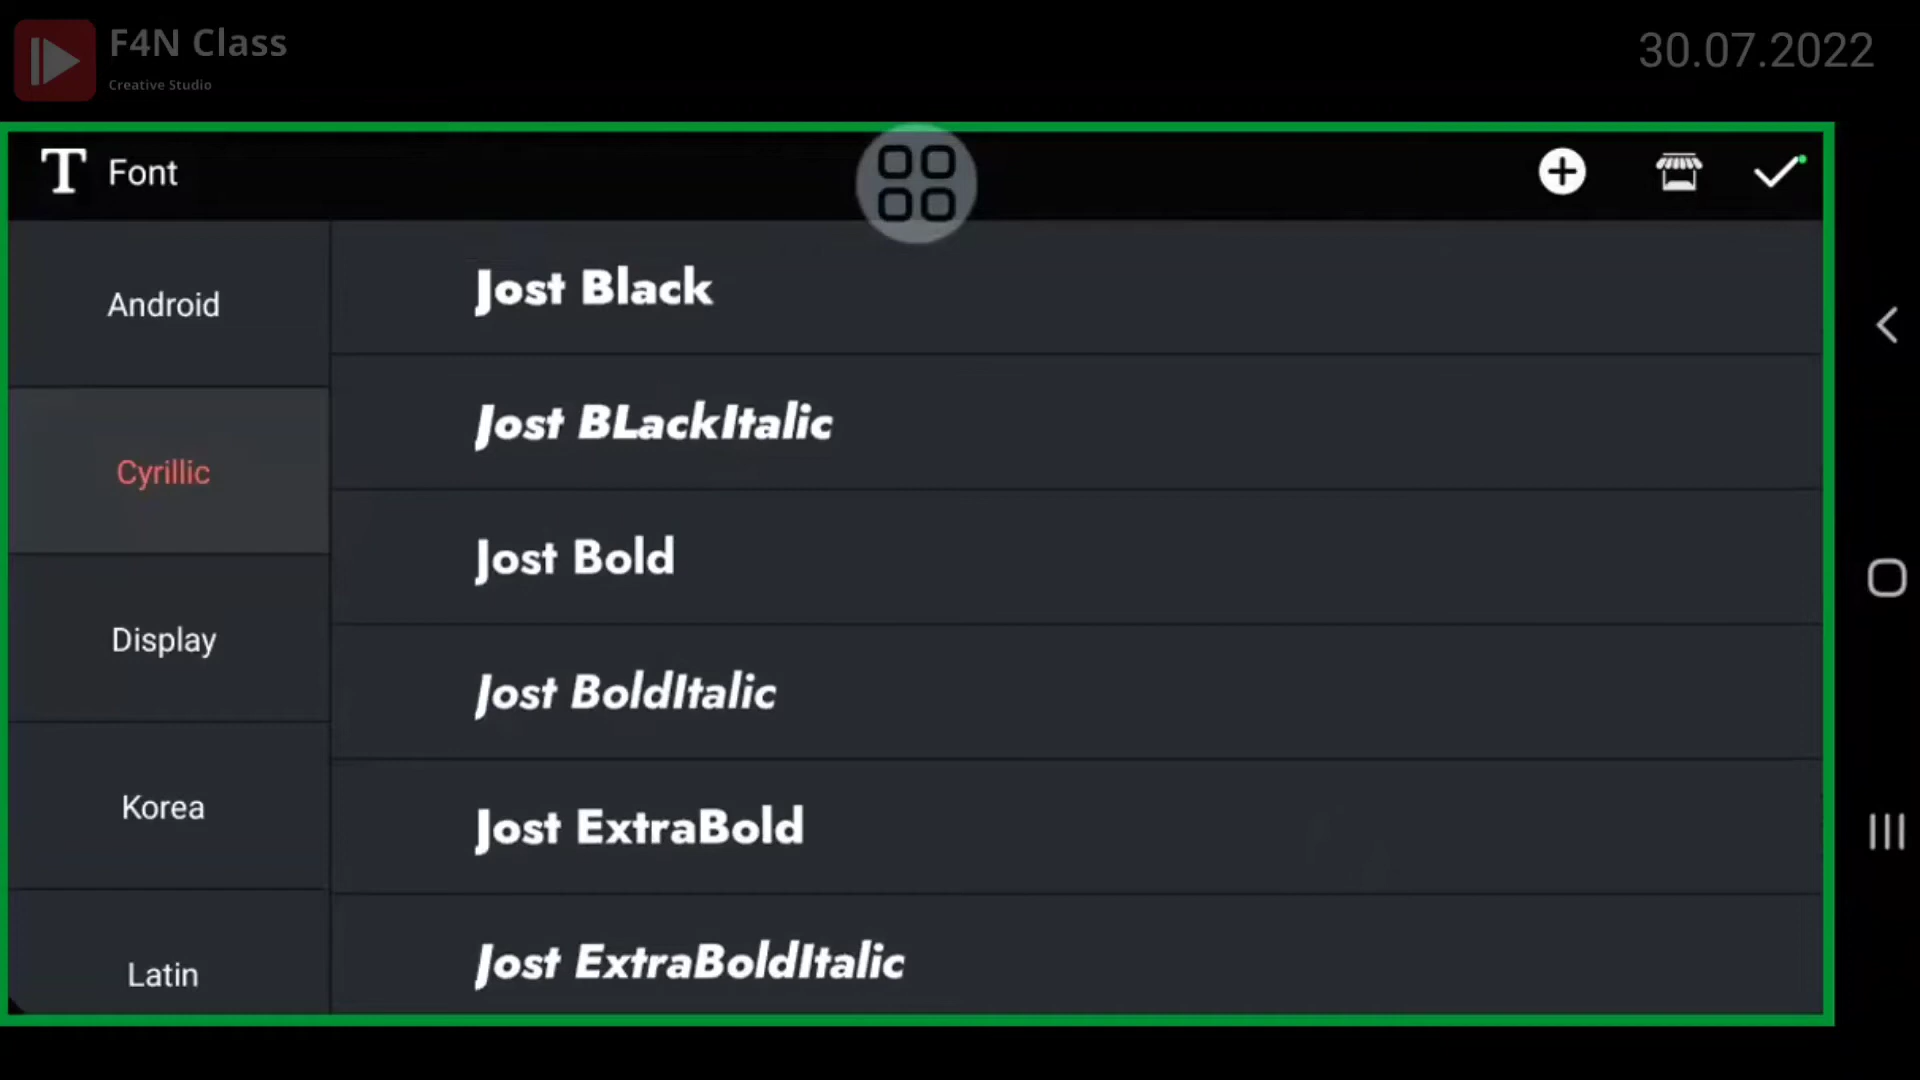 F4N Class
Creative Studio
30.07.2022
T Font
Android
Cyrillic
Display
Korea
Latin
Jost Black
Jost BLackItalic
Jost Bold
Jost BoldItalic
Jost ExtraBold
Jost ExtraBoldItalic